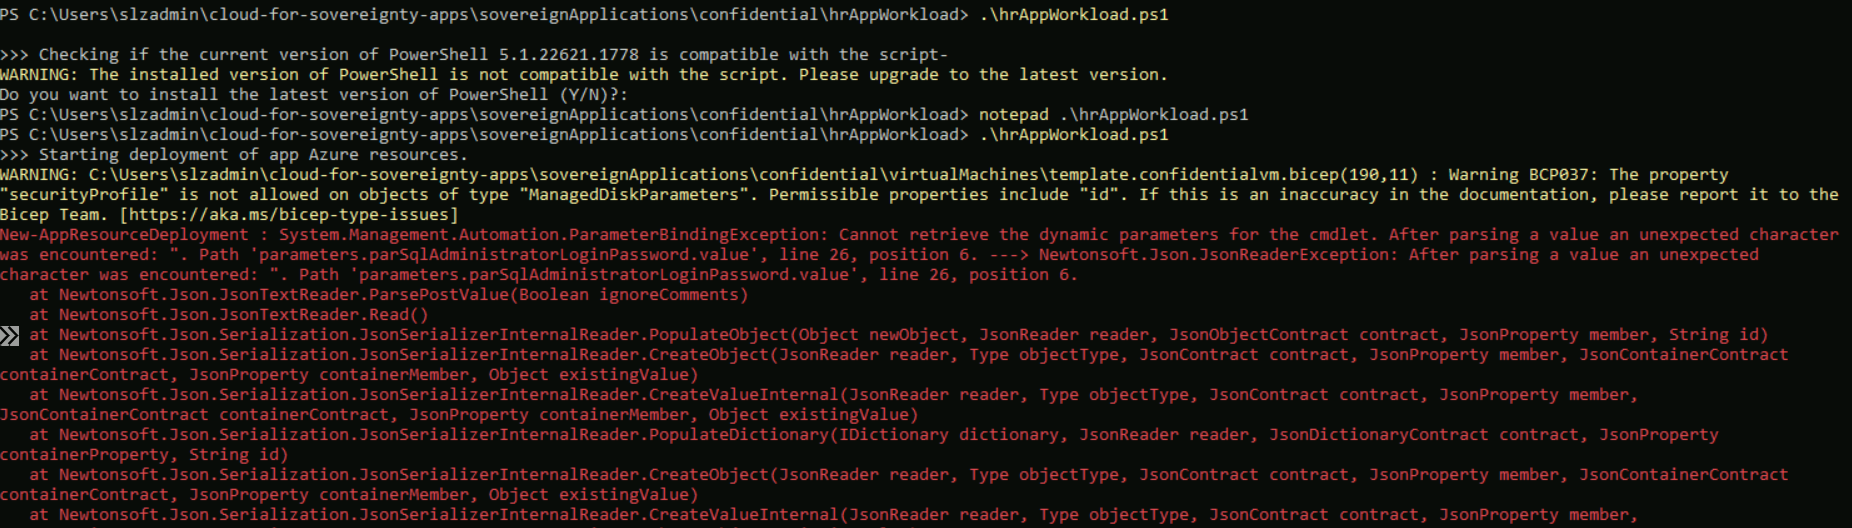 PS C:\Users\slzadmin\cloud-for-sovereignty-apps\sovereignApplications\confidential\hrAppWorkload> .\hrAppWorkload.ps1
>>> Checking if the current version of PowerShell 5.1.22621.1778 is compatible with the script-
WARNING: The installed version of PowerShell is not compatible with the script. Please upgrade to the latest version.
Do you want to install the latest version of PowerShell (Y/N)?:
PS C:\Users\slzadmin\cloud-for-sovereignty-apps\sovereignApplications\confidential\hrAppWorkload> notepad .\hrAppWorkload.ps1
PS C:\Users\slzadmin\cloud-for-sovereignty-apps\sovereignApplications\confidential\hrAppWorkload> .\hrAppWorkload.ps1
>>> Starting deployment of app Azure resources.
WARNING: C:\Users\slzadmin\cloud-for-sovereignty-apps\sovereignApplications\confidential\virtualMachines\template.confidentialvm.bicep(190,11) : Warning BCP037: The property
"securityProfile" is not allowed on objects of type "ManagedDiskParameters". Permissible properties include "id". If this is an inaccuracy in the documentation, please report it to the
Bicep Team. [https://aka.ms/bicep-type-issues]
New-AppResourceDeployment : System.Management.Automation.ParameterBindingException: Cannot retrieve the dynamic parameters for the cmdlet. After parsing a value an unexpected character
was encountered: ". Path 'parameters.parSqlAdministratorLoginPassword.value', line 26, position 6. ---> Newtonsoft.Json.JsonReaderException: After parsing a value an unexpected
character was encountered: ". Path 'parameters.parSqlAdministratorLoginPassword.value', line 26, position 6.
at Newtonsoft.Json.JsonTextReader.ParsePostValue(Boolean ignoreComments)
at Newtonsoft.Json.JsonTextReader.Read()
at Newtonsoft.Json.Serialization.JsonSerializerInternalReader.PopulateObject(Object newObject, JsonReader reader, JsonObjectContract contract, JsonProperty member, String id)
at Newtonsoft.Json.Serialization.JsonSerializerInternalReader.CreateObject(JsonReader reader, Type objectType, JsonContract contract, JsonProperty member, JsonContainerContract
containerContract, JsonProperty containerMember, Object existingValue)
at Newtonsoft.Json.Serialization.JsonSerializerInternalReader.CreateValueInternal(JsonReader reader, Type objectType, JsonContract contract, JsonProperty member,
JsonContainerContract containerContract, JsonProperty containerMember, Object existingValue)
at Newtonsoft.Json.Serialization.JsonSerializerInternalReader.PopulateDictionary(IDictionary dictionary, JsonReader reader, JsonDictionaryContract contract, JsonProperty
containerProperty, String id)
at Newtonsoft.Json.Serialization.JsonSerializerInternalReader.CreateObject(JsonReader reader, Type objectType, JsonContract contract, JsonProperty member, JsonContainerContract
containerContract, JsonProperty containerMember, Object existingValue)
at Newtonsoft.Json.Serialization.JsonSerializerInternalReader.CreateValueInternal(JsonReader reader, Type objectType, JsonContract contract, JsonProperty member,